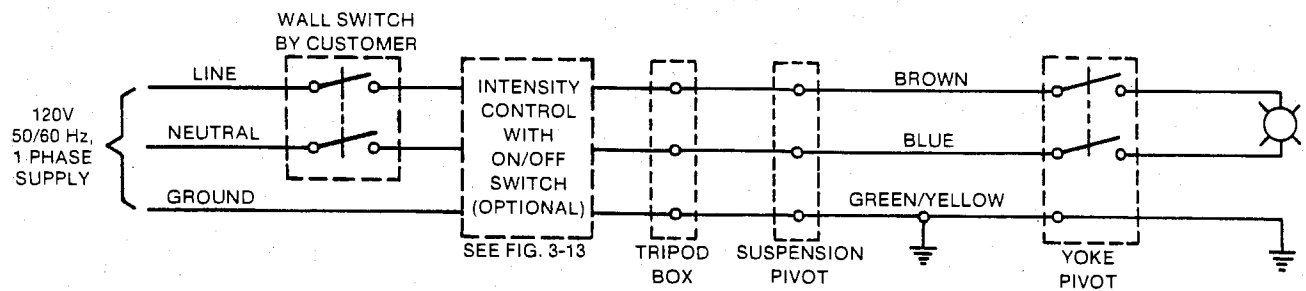 WALL SWITCH
BY CUSTOMER
LINE
NEUTRAL
GROUND
120V
50/60 Hz,
1 PHASE
SUPPLY
INTENSITY
CONTROL
WITH
ON/OFF
SWITCH
(OPTIONAL)
SEE FIG. 3-13
TRIPOD
BOX
SUSPENSION
PIVOT
BROWN
BLUE
GREEN/YELLOW
YOKE
PIVOT